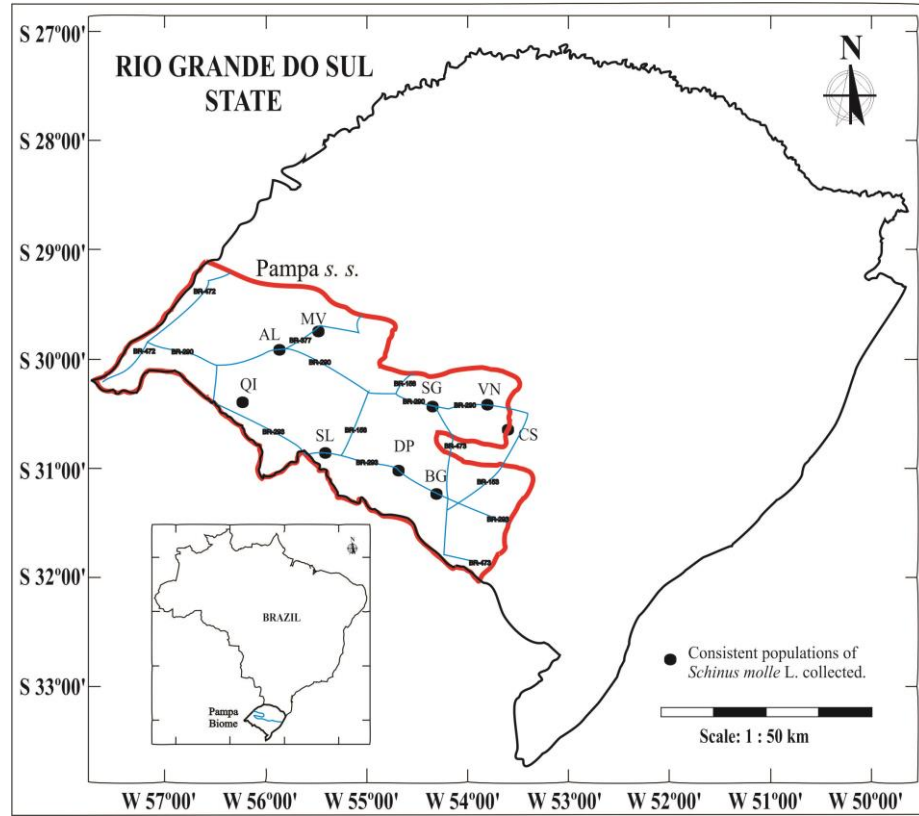 RIO GRANDE DO SUL
STATE
N
S 27º00'
S 28º00'
S 29º00'
S 30º00'
S 31º00'
S 32º00'
S 33º00'
Pampa s. s.
BR-472
MV
AL
BR-377
BR-472
BR-290
BR-290
BR-158
QI
SG
VN
BR-290
BR-290
CS
BR-293
BR-158
BR-473
SL
DP
BR-293
BG
BR-153
BR-293
BR-473
N
BRAZIL
Pampa
Biome
Consistent populations of
Schinus molle L. collected.
Scale: 1 : 50 km
W 57º00' W 56º00' W 55º00' W 54º00' W 53º00' W 52º00' W 51º00' W 50º00'